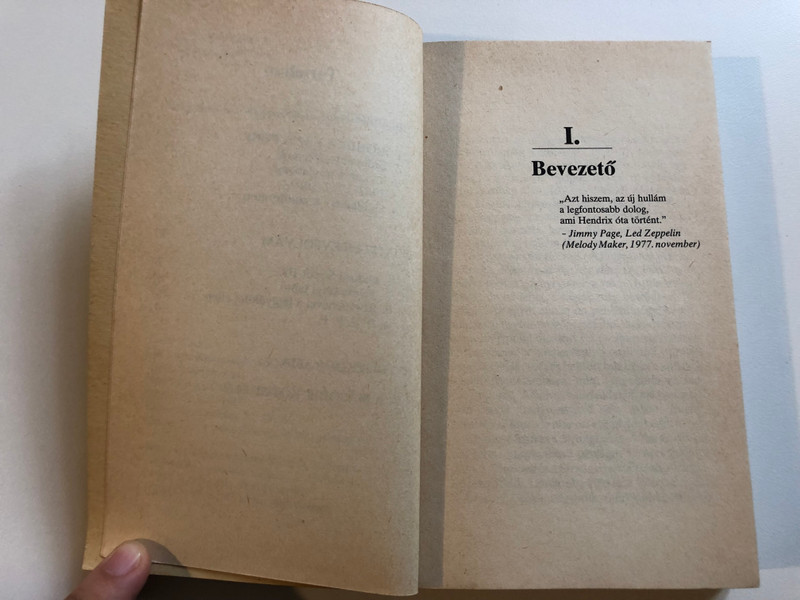 I.
Bevezető
„Azt hiszem, az új hullám
a legfontosabb dolog,
ami Hendrix óta történt.”
– Jimmy Page, Led Zeppelin
(Melody Maker, 1977. november)